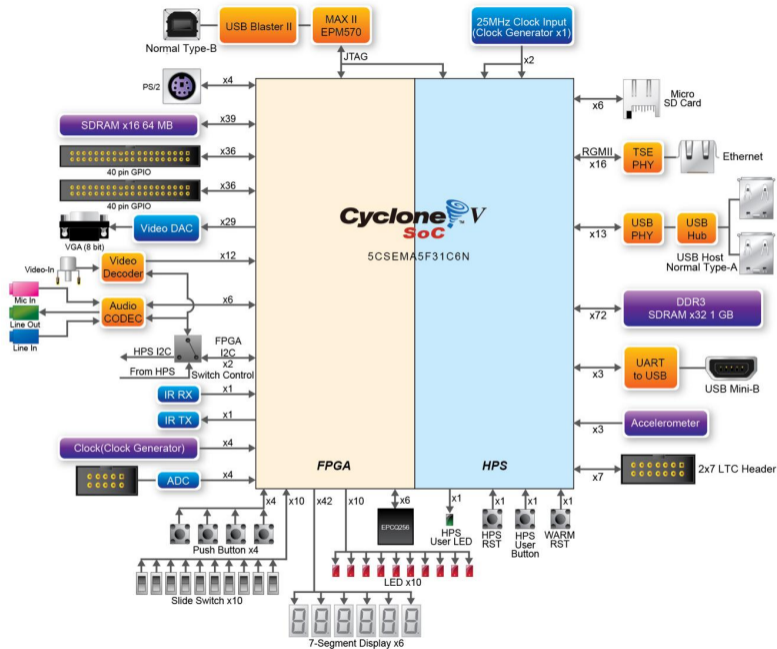 USB Blaster II
MAX II
EPM570
25MHz Clock Input
(Clock Generator x1)
Normal Type-B
JTAG
x2
PS/2
x4
x6
Micro
SD Card
SDRAM x16 64 MB
x39
40 pin GPIO
x36
RGMII
x16
TSE
PHY
Ethernet
40 pin GPIO
x36
Cyclone V
SoC
5CSEMA5F31C6N
VGA (8 bit)
Video DAC
x29
x13
USB
PHY
USB
Hub
USB Host
Normal Type-A
Video-In
Video
Decoder
x12
Mic In
Line Out
Line In
Audio
CODEC
x6
x72
DDR3
SDRAM x32 1 GB
HPS I2C
FPGA
I2C
x2
From HPS
Switch Control
x3
UART
to USB
USB Mini-B
IR RX
x1
IR TX
x1
x3
Accelerometer
Clock(Clock Generator)
x4
ADC
x4
FPGA
HPS
x7
2x7 LTC Header
x4
x10
x42
x10
x6
x1
x1
x1
x1
EPCQ256
Push Button x4
HPS
User LED
HPS
RST
HPS
User
Button
WARM
RST
Slide Switch x10
LED x10
7-Segment Display x6